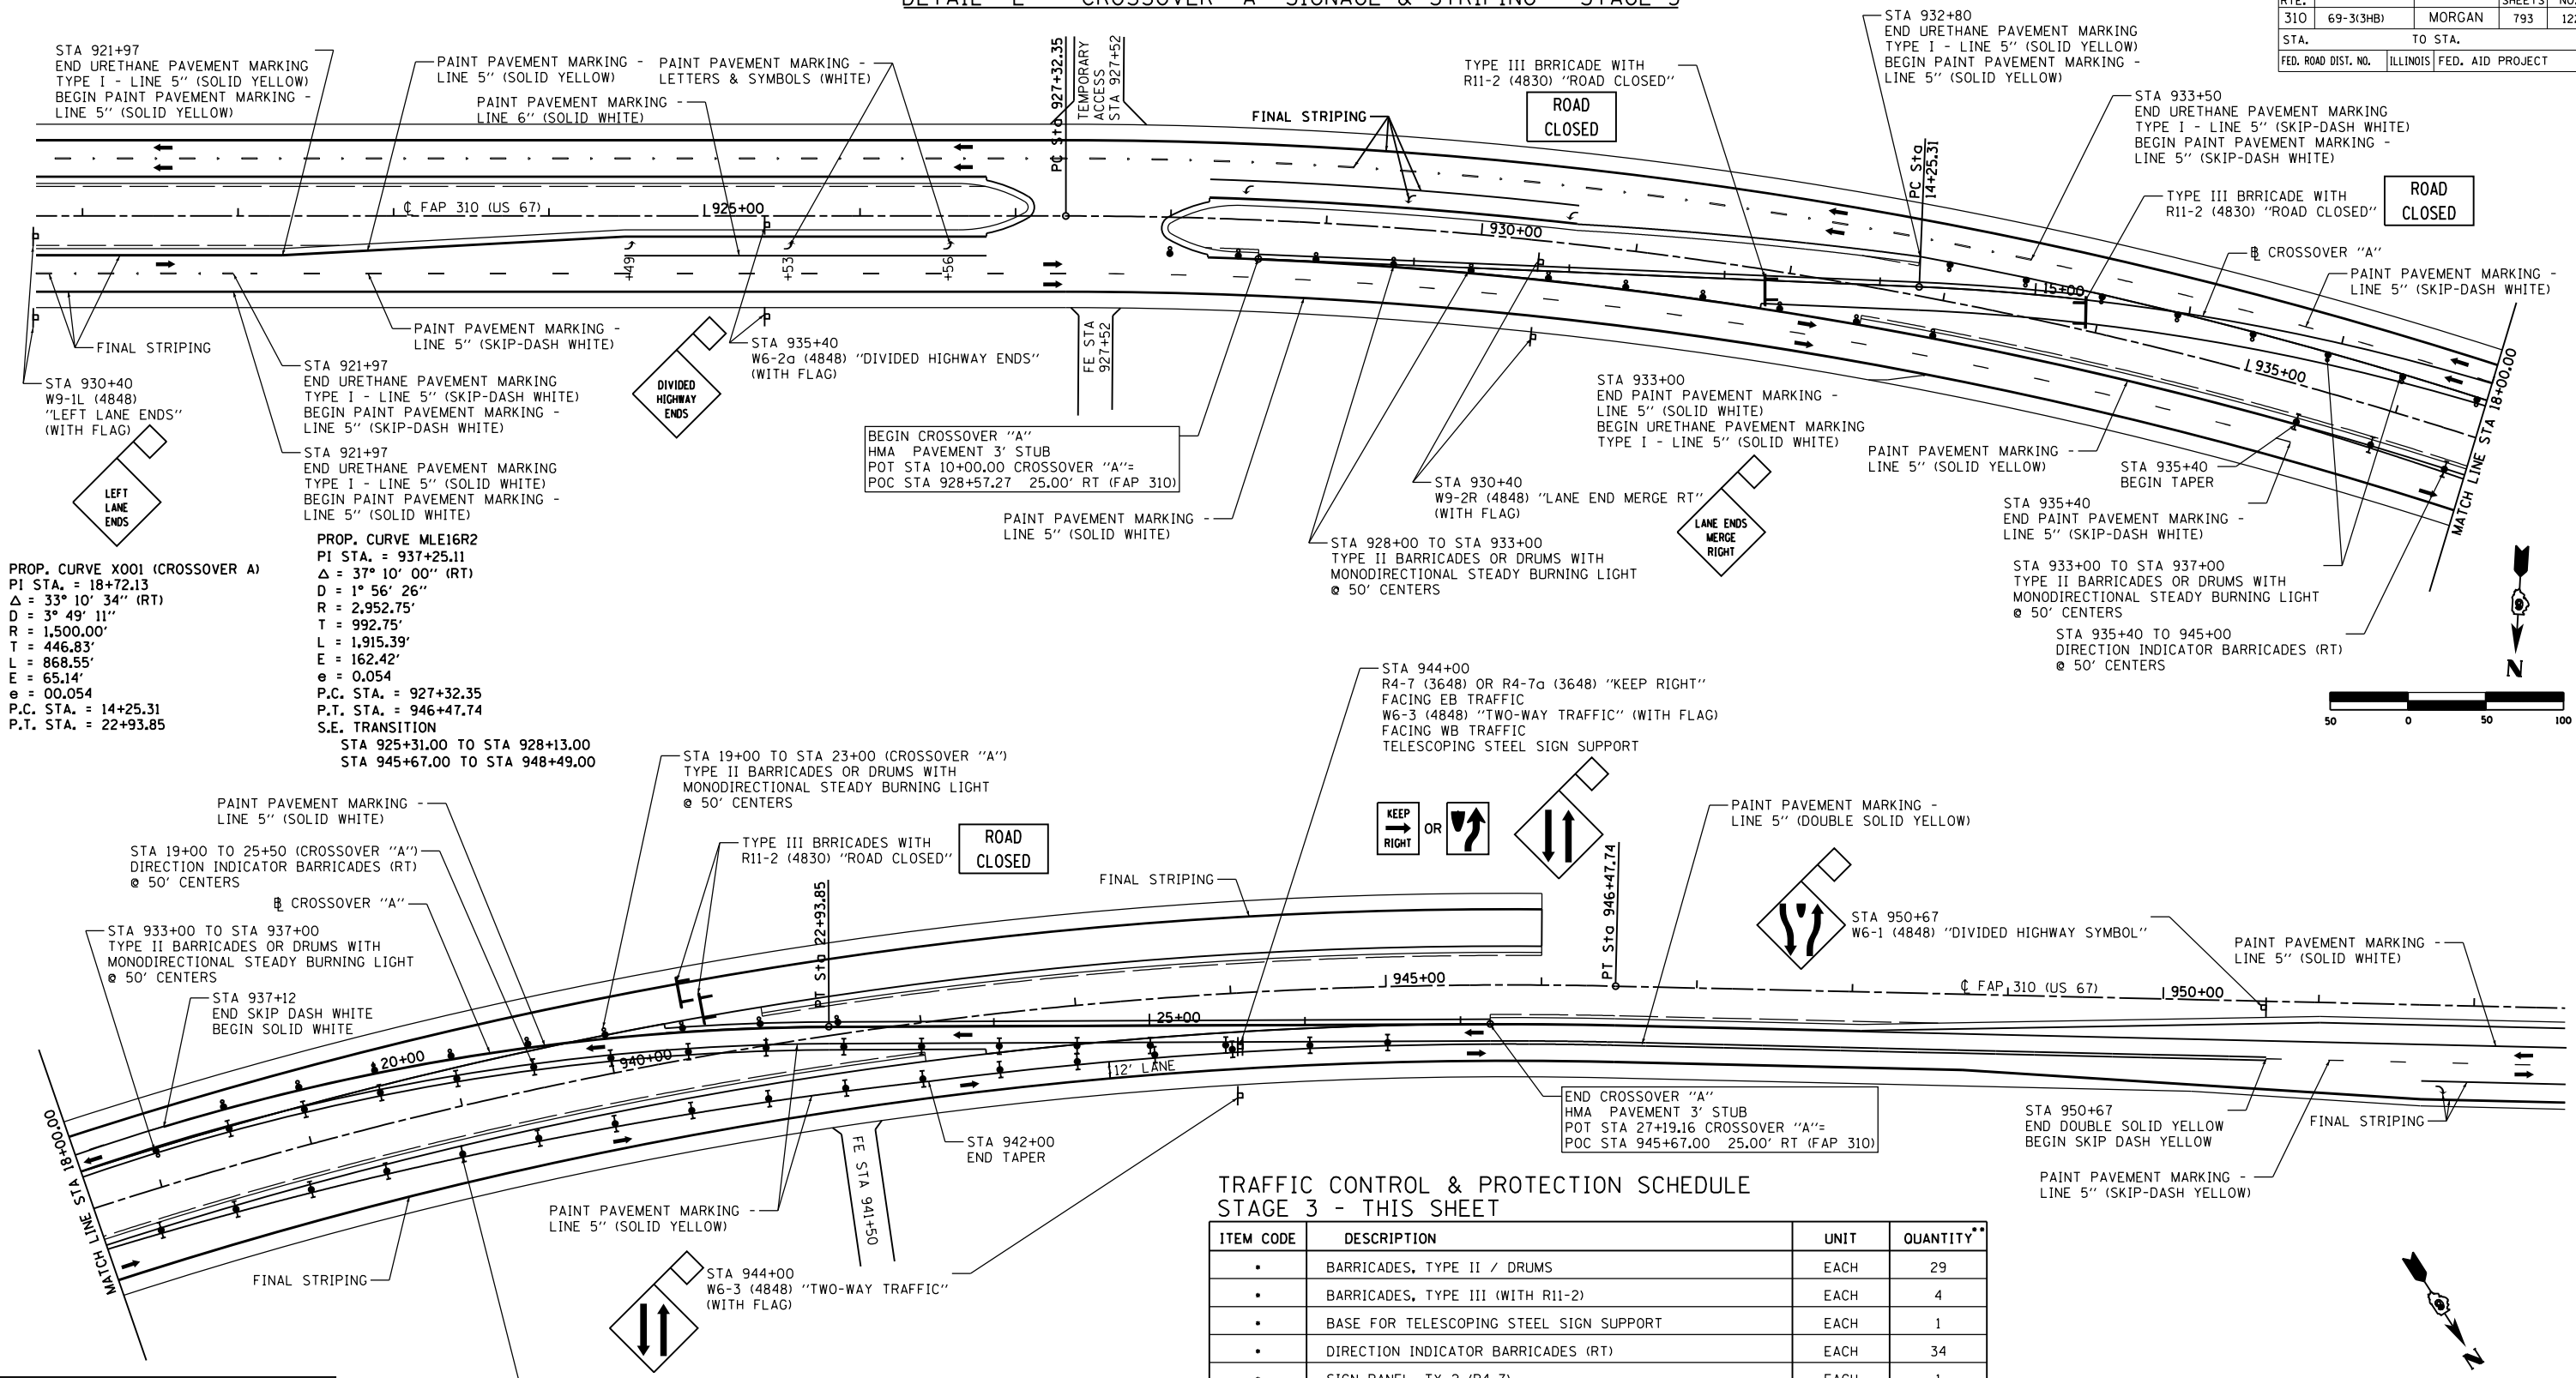 DETAIL "E" - CROSSOVER "A" SIGNAGE & STRIPING - STAGE 3
RTE.
SHEETS
NO.
310
69-3(3HB)
MORGAN
793
STA.
TO STA.
FED. ROAD DIST. NO.
ILLINOIS
FED. AID PROJECT
STA 921+97
END URETHANE PAVEMENT MARKING
TYPE I - LINE 5" (SOLID YELLOW)
BEGIN PAINT PAVEMENT MARKING -
LINE 5" (SOLID YELLOW)
PAINT PAVEMENT MARKING -
LINE 5" (SOLID YELLOW)
PAINT PAVEMENT MARKING -
LETTERS & SYMBOLS (WHITE)
PAINT PAVEMENT MARKING -
LINE 6" (SOLID WHITE)
PC Sta 927+32.35
TEMPORARY
ACCESS
STA 927+52
FINAL STRIPING
TYPE III BRRICADE WITH
R11-2 (4830) "ROAD CLOSED"
ROAD
CLOSED
STA 932+80
END URETHANE PAVEMENT MARKING
TYPE I - LINE 5" (SOLID YELLOW)
BEGIN PAINT PAVEMENT MARKING -
LINE 5" (SOLID YELLOW)
PC Sta
14+25.31
STA 933+50
END URETHANE PAVEMENT MARKING
TYPE I - LINE 5" (SKIP-DASH WHITE)
BEGIN PAINT PAVEMENT MARKING -
LINE 5" (SKIP-DASH WHITE)
TYPE III BRRICADE WITH
R11-2 (4830) "ROAD CLOSED"
ROAD
CLOSED
℄ FAP 310 (US 67)
925+00
930+00
15+00
935+00
+49
+53
+56
B CROSSOVER "A"
PAINT PAVEMENT MARKING -
LINE 5" (SKIP-DASH WHITE)
FINAL STRIPING
STA 930+40
W9-1L (4848)
"LEFT LANE ENDS"
(WITH FLAG)
LEFT
LANE
ENDS
PAINT PAVEMENT MARKING -
LINE 5" (SKIP-DASH WHITE)
STA 921+97
END URETHANE PAVEMENT MARKING
TYPE I - LINE 5" (SKIP-DASH WHITE)
BEGIN PAINT PAVEMENT MARKING -
LINE 5" (SKIP-DASH WHITE)
STA 921+97
END URETHANE PAVEMENT MARKING
TYPE I - LINE 5" (SOLID WHITE)
BEGIN PAINT PAVEMENT MARKING -
LINE 5" (SOLID WHITE)
DIVIDED
HIGHWAY
ENDS
STA 935+40
W6-2a (4848) "DIVIDED HIGHWAY ENDS"
(WITH FLAG)
FE STA
927+52
BEGIN CROSSOVER "A"
HMA PAVEMENT 3' STUB
POT STA 10+00.00 CROSSOVER "A"=
POC STA 928+57.27 25.00' RT (FAP 310)
PAINT PAVEMENT MARKING -
LINE 5" (SOLID WHITE)
STA 928+00 TO STA 933+00
TYPE II BARRICADES OR DRUMS WITH
MONODIRECTIONAL STEADY BURNING LIGHT
@ 50' CENTERS
STA 930+40
W9-2R (4848) "LANE END MERGE RT"
(WITH FLAG)
LANE ENDS
MERGE
RIGHT
STA 933+00
END PAINT PAVEMENT MARKING -
LINE 5" (SOLID WHITE)
BEGIN URETHANE PAVEMENT MARKING
TYPE I - LINE 5" (SOLID WHITE)
PAINT PAVEMENT MARKING -
LINE 5" (SOLID YELLOW)
STA 935+40
BEGIN TAPER
STA 935+40
END PAINT PAVEMENT MARKING -
LINE 5" (SKIP-DASH WHITE)
STA 933+00 TO STA 937+00
TYPE II BARRICADES OR DRUMS WITH
MONODIRECTIONAL STEADY BURNING LIGHT
@ 50' CENTERS
STA 935+40 TO 945+00
DIRECTION INDICATOR BARRICADES (RT)
@ 50' CENTERS
MATCH LINE STA 18+00.00
N
50 0 50 100
PROP. CURVE X001 (CROSSOVER A)
PI STA. = 18+72.13
Δ = 33° 10' 34" (RT)
D = 3° 49' 11"
R = 1,500.00'
T = 446.83'
L = 868.55'
E = 65.14'
e = 00.054
P.C. STA. = 14+25.31
P.T. STA. = 22+93.85
PROP. CURVE MLE16R2
PI STA. = 937+25.11
Δ = 37° 10' 00" (RT)
D = 1° 56' 26"
R = 2,952.75'
T = 992.75'
L = 1,915.39'
E = 162.42'
e = 0.054
P.C. STA. = 927+32.35
P.T. STA. = 946+47.74
S.E. TRANSITION
STA 925+31.00 TO STA 928+13.00
STA 945+67.00 TO STA 948+49.00
STA 944+00
R4-7 (3648) OR R4-7a (3648) "KEEP RIGHT"
FACING EB TRAFFIC
W6-3 (4848) "TWO-WAY TRAFFIC" (WITH FLAG)
FACING WB TRAFFIC
TELESCOPING STEEL SIGN SUPPORT
KEEP
RIGHT
OR
STA 19+00 TO STA 23+00 (CROSSOVER "A")
TYPE II BARRICADES OR DRUMS WITH
MONODIRECTIONAL STEADY BURNING LIGHT
@ 50' CENTERS
PAINT PAVEMENT MARKING -
LINE 5" (SOLID WHITE)
TYPE III BRRICADES WITH
R11-2 (4830) "ROAD CLOSED"
ROAD
CLOSED
STA 19+00 TO 25+50 (CROSSOVER "A")
DIRECTION INDICATOR BARRICADES (RT)
@ 50' CENTERS
B CROSSOVER "A"
STA 933+00 TO STA 937+00
TYPE II BARRICADES OR DRUMS WITH
MONODIRECTIONAL STEADY BURNING LIGHT
@ 50' CENTERS
STA 937+12
END SKIP DASH WHITE
BEGIN SOLID WHITE
PT Sta 22+93.85
FINAL STRIPING
PT Sta 946+47.74
PAINT PAVEMENT MARKING -
LINE 5" (DOUBLE SOLID YELLOW)
STA 950+67
W6-1 (4848) "DIVIDED HIGHWAY SYMBOL"
PAINT PAVEMENT MARKING -
LINE 5" (SOLID WHITE)
20+00
940+00
25+00
945+00
℄ FAP 310 (US 67)
950+00
12' LANE
MATCH LINE STA 18+00.00
FINAL STRIPING
PAINT PAVEMENT MARKING -
LINE 5" (SOLID YELLOW)
FE STA 941+50
STA 942+00
END TAPER
STA 944+00
W6-3 (4848) "TWO-WAY TRAFFIC"
(WITH FLAG)
END CROSSOVER "A"
HMA PAVEMENT 3' STUB
POT STA 27+19.16 CROSSOVER "A"=
POC STA 945+67.00 25.00' RT (FAP 310)
STA 950+67
END DOUBLE SOLID YELLOW
BEGIN SKIP DASH YELLOW
FINAL STRIPING
PAINT PAVEMENT MARKING -
LINE 5" (SKIP-DASH YELLOW)
N
TRAFFIC CONTROL & PROTECTION SCHEDULE
STAGE 3 - THIS SHEET
ITEM CODE DESCRIPTION UNIT QUANTITY**
* BARRICADES, TYPE II / DRUMS EACH 29
* BARRICADES, TYPE III (WITH R11-2) EACH 4
* BASE FOR TELESCOPING STEEL SIGN SUPPORT EACH 1
* DIRECTION INDICATOR BARRICADES (RT) EACH 34